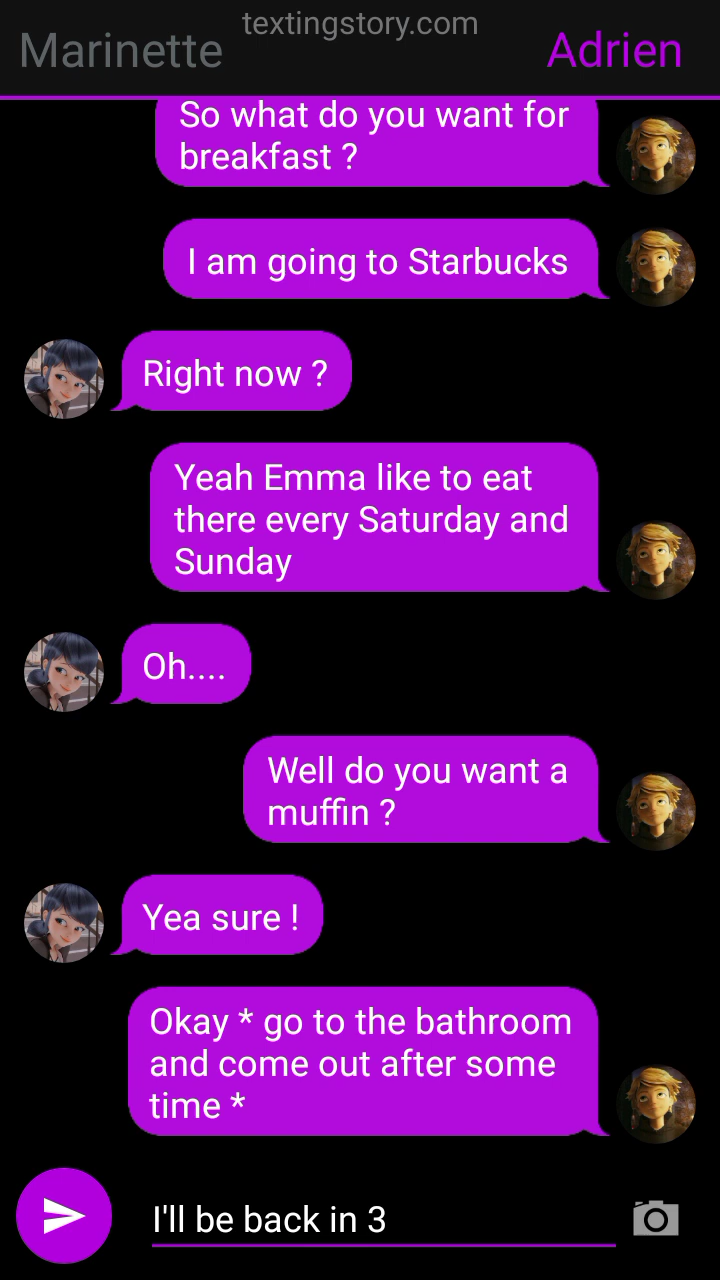 textingstory.com
Marinette
Adrien
So what do you want for
breakfast ?
I am going to Starbucks
Right now ?
Yeah Emma like to eat
there every Saturday and
Sunday
Oh....
Well do you want a
muffin ?
Yea sure !
Okay * go to the bathroom
and come out after some
time *
I'll be back in 3